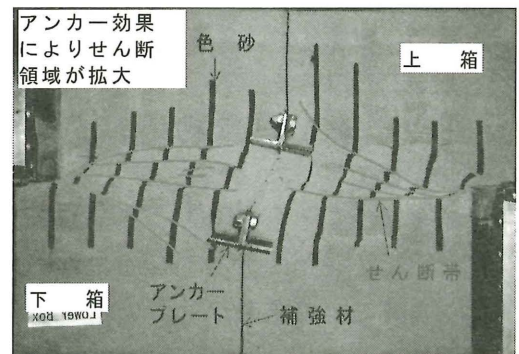 アンカー効果
によりせん断
領域が拡大
色砂
上箱
せん断帯
下箱
Lower Box
アンカー
プレート
補強材